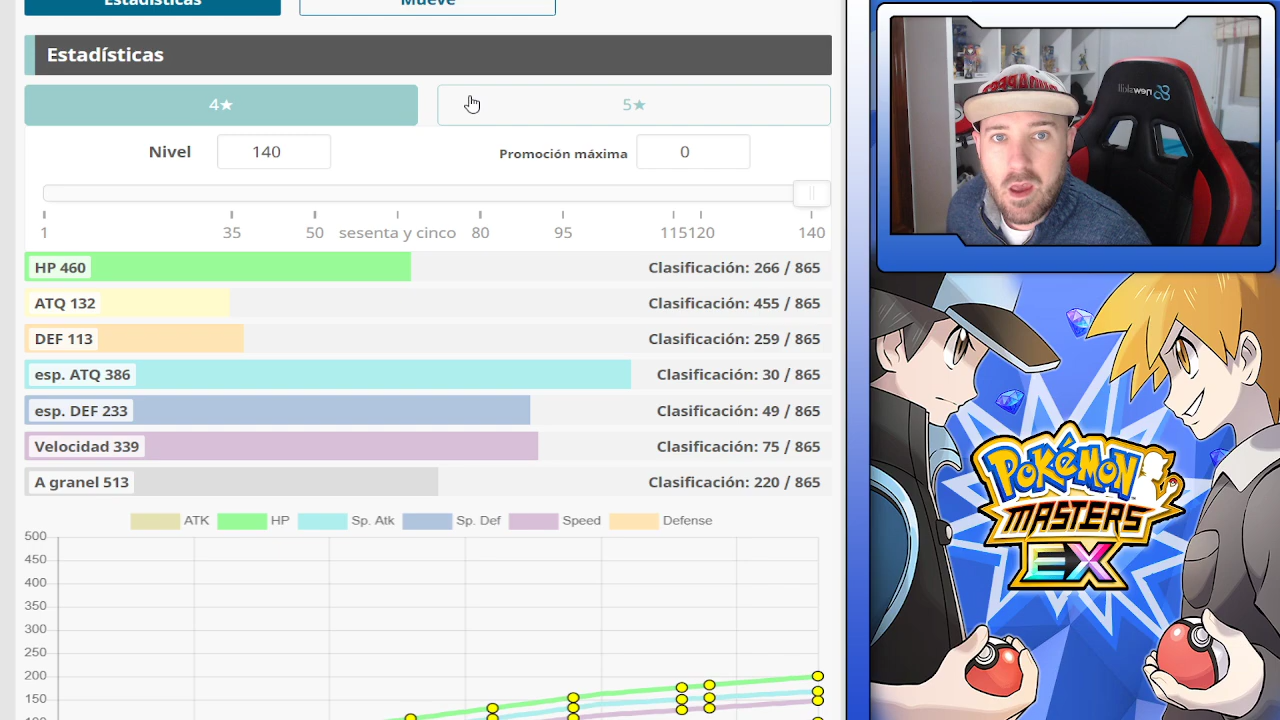 Estadísticas
Mueve
Estadísticas
4★
5★
Nivel
140
Promoción máxima
0
1
35
50
sesenta y cinco
80
95
115120
140
HP 460
Clasificación: 266 / 865
ATQ 132
Clasificación: 455 / 865
DEF 113
Clasificación: 259 / 865
esp. ATQ 386
Clasificación: 30 / 865
esp. DEF 233
Clasificación: 49 / 865
Velocidad 339
Clasificación: 75 / 865
A granel 513
Clasificación: 220 / 865
ATK
HP
Sp. Atk
Sp. Def
Speed
Defense
500
450
400
350
300
250
200
150
100
newskill
POKéMON
MASTERS
EX